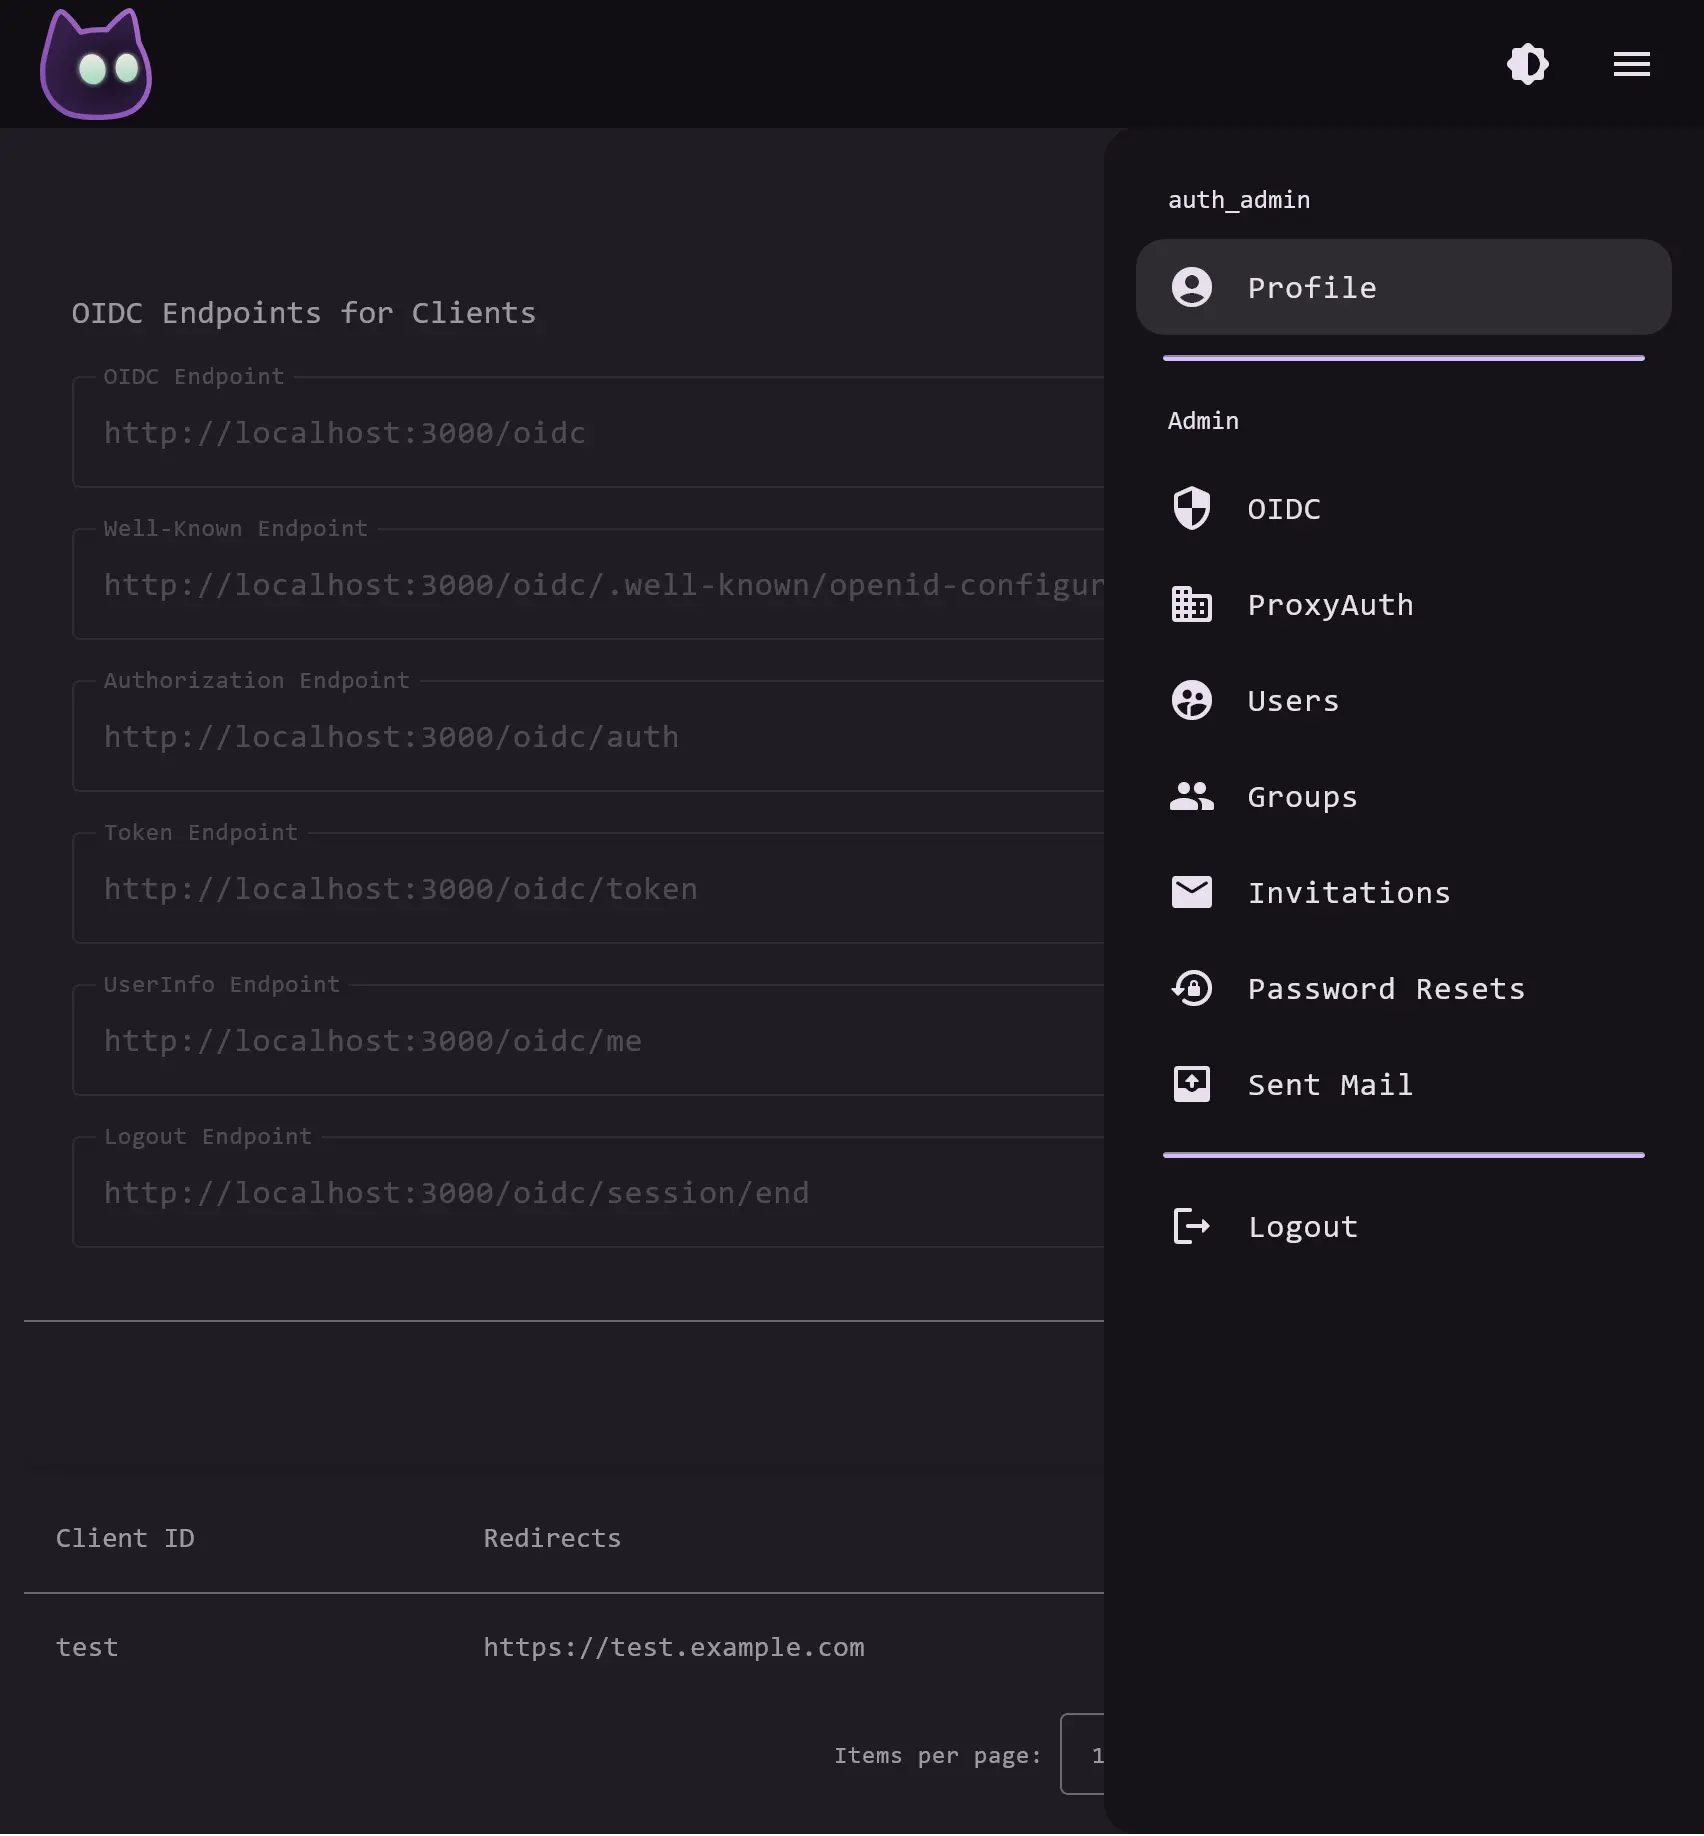 OIDC Endpoints for Clients
OIDC Endpoint
http://localhost:3000/oidc
Well-Known Endpoint
http://localhost:3000/oidc/.well-known/openid-configur
Authorization Endpoint
http://localhost:3000/oidc/auth
Token Endpoint
http://localhost:3000/oidc/token
UserInfo Endpoint
http://localhost:3000/oidc/me
Logout Endpoint
http://localhost:3000/oidc/session/end
Client ID Redirects
test https://test.example.com
Items per page: 1
auth_admin
Profile
Admin
OIDC
ProxyAuth
Users
Groups
Invitations
Password Resets
Sent Mail
Logout